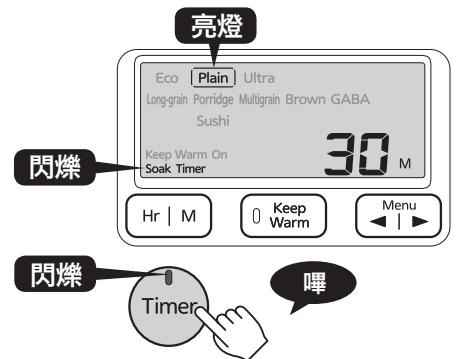 亮燈
Eco Plain Ultra
Long-grain Porridge Multigrain Brown GABA
Sushi
Keep Warm On
閃爍
Soak Timer
30 M
Hr | M
Keep Warm
Menu
◀ | ▶
閃爍
Timer
嗶